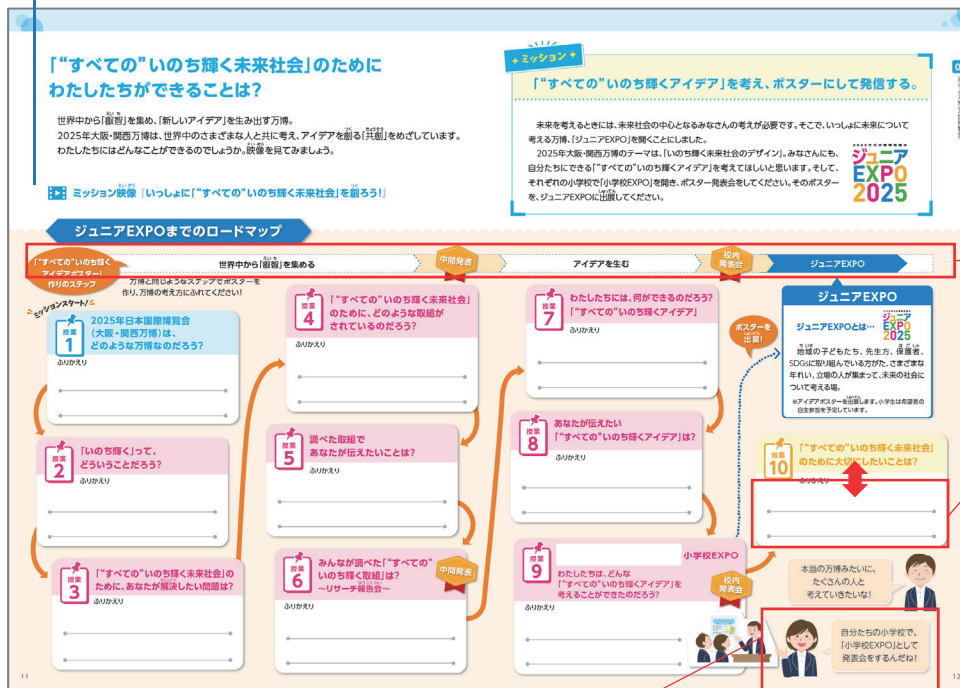 「“すべての”いのち輝く未来社会」のために
わたしたちができることは？
世界中から「叡智」を集め、「新しいアイデア」を生み出す万博。
2025年大阪・関西万博は、世界中のさまざまな人と共に考え、アイデアを創る「共創」をめざしています。
わたしたちにはどんなことができるのでしょうか。映像を見てみましょう。
ミッション映像「いっしょに「“すべての”いのち輝く未来社会」を創ろう！」
ミッション
「“すべての”いのち輝くアイデア」を考え、ポスターにして発信する。
未来を考えるときには、未来社会の中心となるみなさんの考えが必要です。そこで、いっしょに未来について
考える万博、「ジュニアEXPO」を開くことにしました。
2025年大阪・関西万博のテーマは、「いのち輝く未来社会のデザイン」。みなさんにも、
自分たちにできる「“すべての”いのち輝くアイデア」を考えてほしいと思います。そして、
それぞれの小学校で「小学校EXPO」を開き、ポスター発表会をしてください。そのポスター
を、ジュニアEXPOに出展してください。
ジュニア
EXPO
2025
ジュニアEXPOまでのロードマップ
「“すべての”いのち輝く
アイデアポスター」
作りのステップ
世界中から「叡智」を集める
中間発表
アイデアを生む
校内
発表会
ジュニアEXPO
万博と同じようなステップでポスターを
作り、万博の考え方にふれてください！
ミッションスタート！
授業
1
2025年日本国際博覧会
（大阪・関西万博）は、
どのような万博なのだろう？
ふりかえり
授業
2
「いのち輝く」って、
どういうことだろう？
ふりかえり
授業
3
「“すべての”いのち輝く未来社会」の
ために、あなたが解決したい問題は？
ふりかえり
授業
4
「“すべての”いのち輝く未来社会」
のために、どのような取組が
されているのだろう？
ふりかえり
授業
5
調べた取組で
あなたが伝えたいことは？
ふりかえり
授業
6
みんなが調べた「“すべての”
いのち輝く取組」は？
～リサーチ報告会～
中間発表
ふりかえり
授業
7
わたしたちには、何ができるのだろう？
「“すべての”いのち輝くアイデア」
ふりかえり
授業
8
あなたが伝えたい
「“すべての”いのち輝くアイデア」は？
ふりかえり
授業
9
小学校EXPO
わたしたちは、どんな
「“すべての”いのち輝くアイデア」を
考えることができたのだろう？
校内
発表会
ふりかえり
ポスターを
出展！
ジュニアEXPO
ジュニアEXPOとは…
ジュニア
EXPO
2025
地域の子どもたち、先生方、保護者、
SDGsに取り組んでいる方がた、さまざまな
年れい、立場の人が集まって、未来の社会に
ついて考える場。
※アイデアポスターを出展します。小学生は希望者の
自主参加を予定しています。
授業
10
「“すべての”いのち輝く未来社会」
のために大切にしたいことは？
ふりかえり
本当の万博みたいに、
たくさんの人と
考えていきたいな！
自分たちの小学校で、
「小学校EXPO」として
発表会をするんだね！
11
12